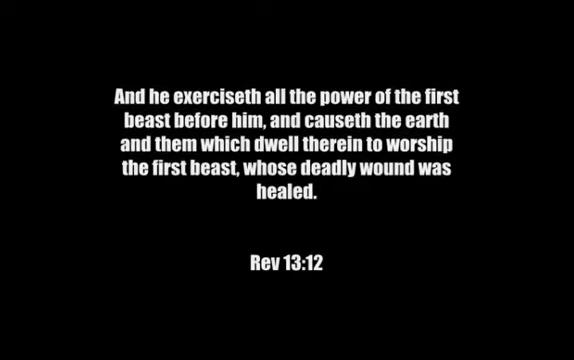 And he exerciseth all the power of the first
beast before him, and causeth the earth
and them which dwell therein to worship
the first beast, whose deadly wound was
healed.
Rev 13:12